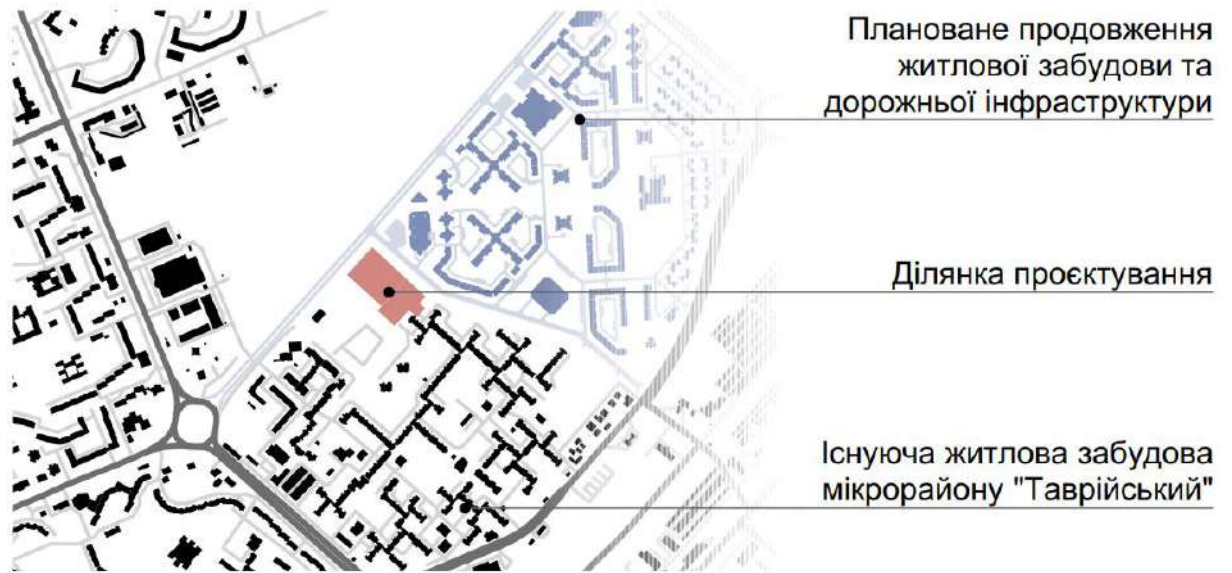 Плановане продовження
житлової забудови та
дорожньої інфраструктури
Ділянка проєктування
Існуюча житлова забудова
мікрорайону "Таврійський"